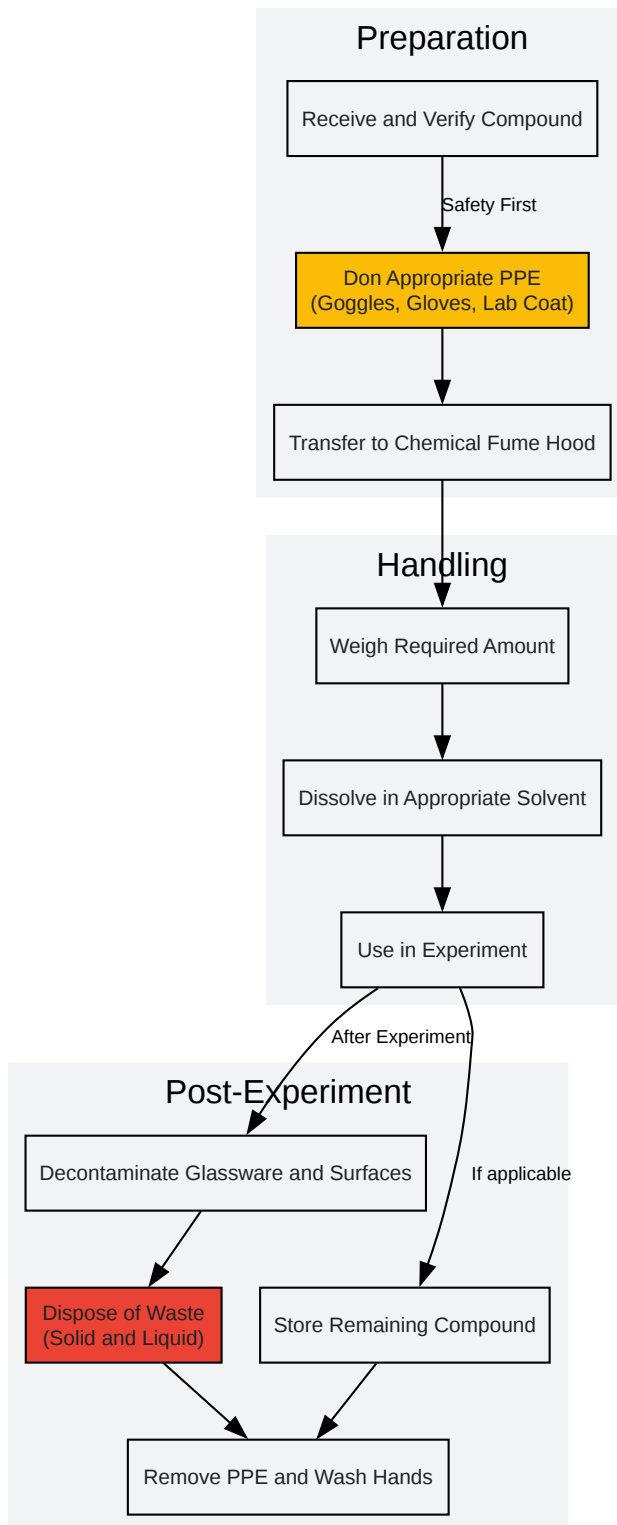 Preparation
Receive and Verify Compound
Safety First
Don Appropriate PPE
(Goggles, Gloves, Lab Coat)
Transfer to Chemical Fume Hood
Handling
Weigh Required Amount
Dissolve in Appropriate Solvent
Use in Experiment
After Experiment
Post-Experiment
Decontaminate Glassware and Surfaces
If applicable
Dispose of Waste
(Solid and Liquid)
Store Remaining Compound
Remove PPE and Wash Hands